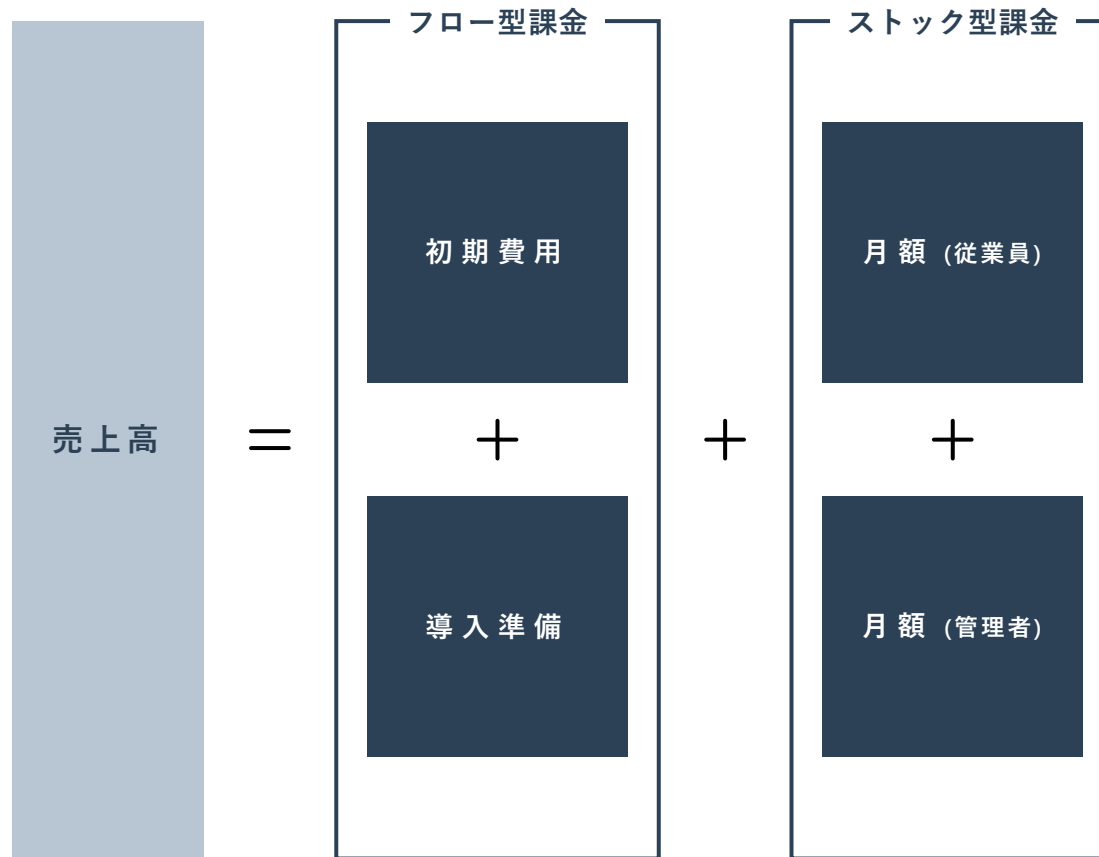 フロー型課金
ストック型課金
初期費用
月額 (従業員)
売上高
=
+
+
+
導入準備
月額 (管理者)